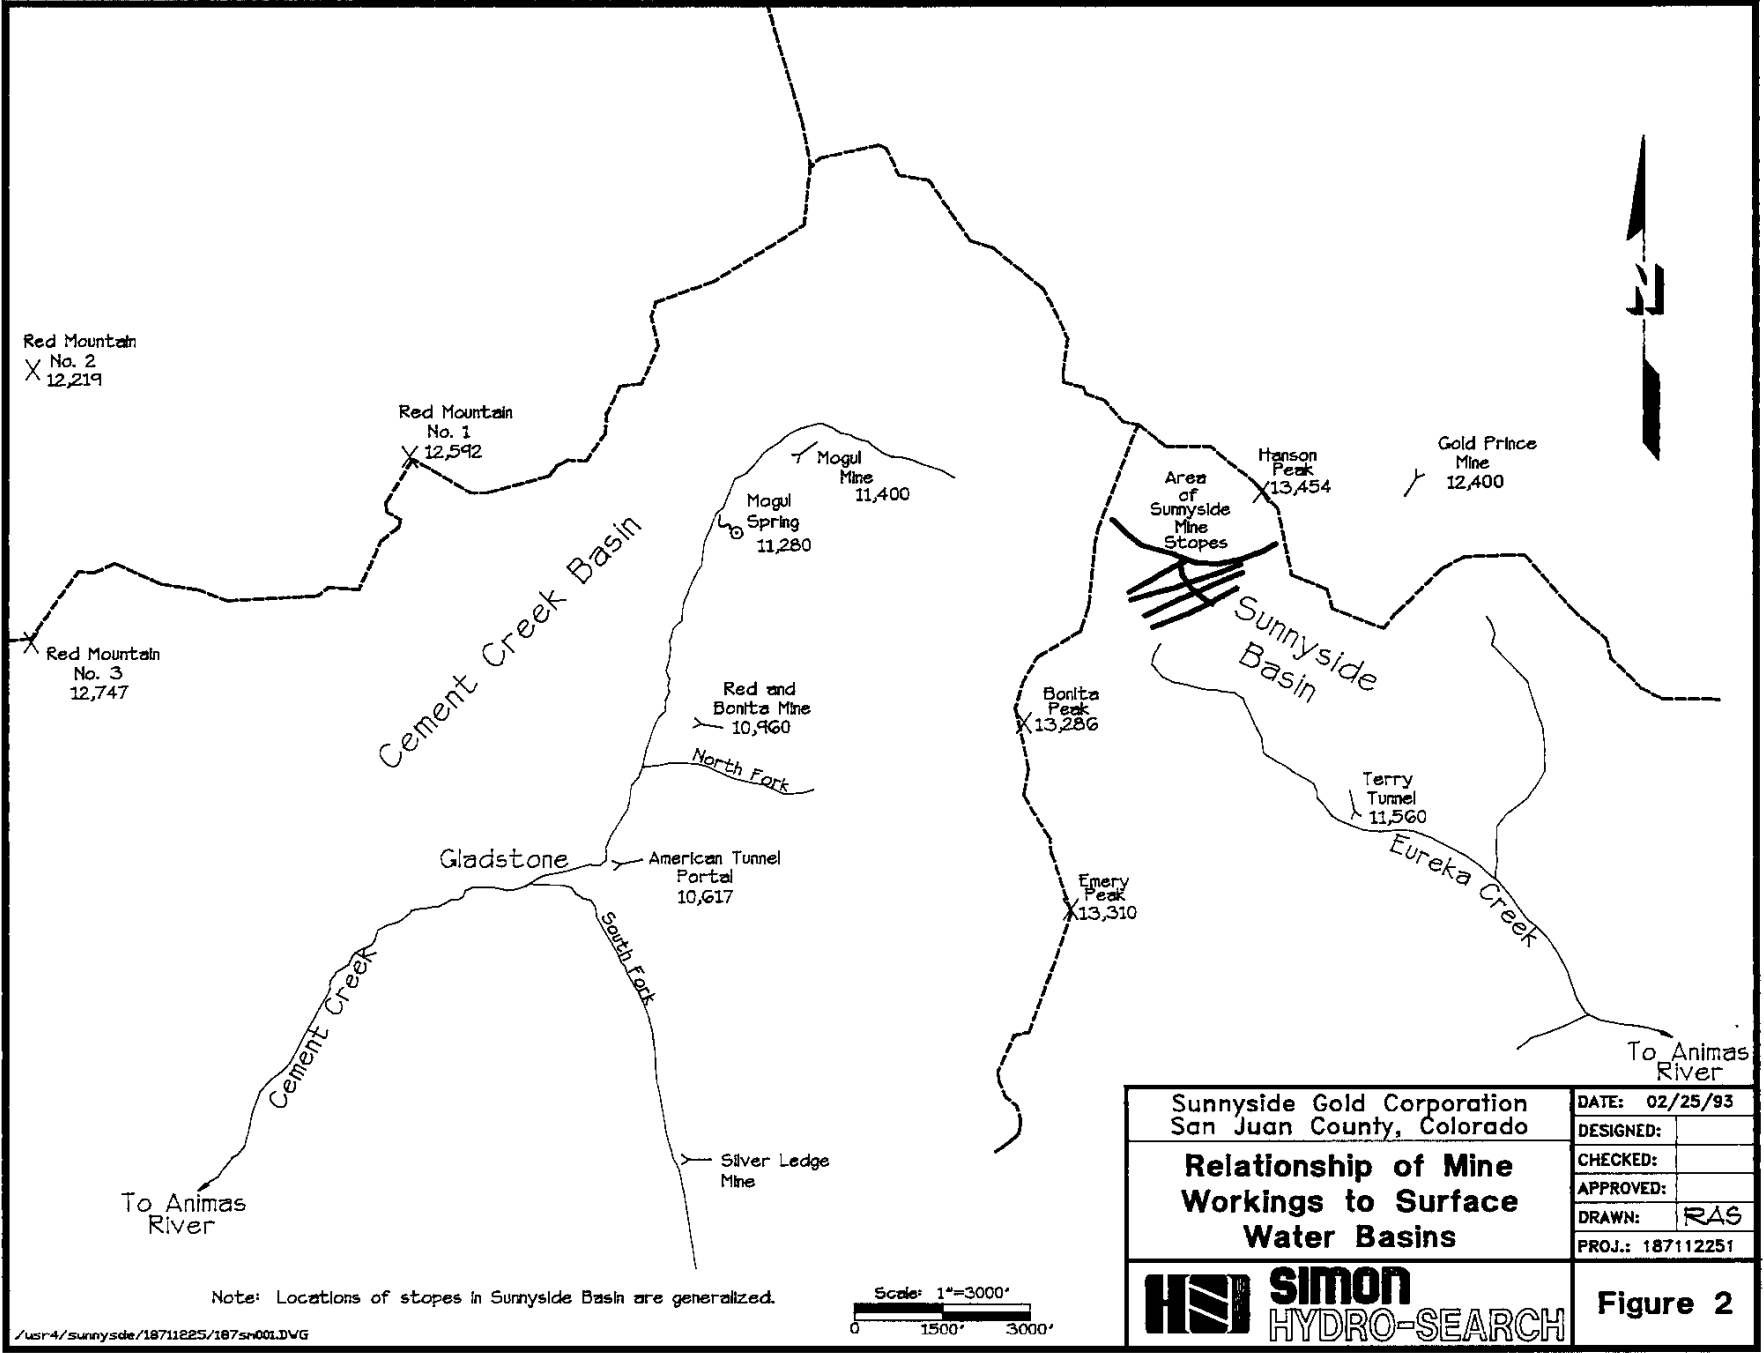 Red Mountain
No. 2
12,219
Red Mountain
No. 1
12,592
Red Mountain
No. 3
12,747
Cement Creek Basin
Mogul
Mine
11,400
Mogul
Spring
11,280
Area
of
Sunnyside
Mine
Stopes
Hanson
Peak
13,454
Gold Prince
Mine
12,400
N
Sunnyside
Basin
Red and
Bonita Mine
10,960
North Fork
Bonita
Peak
13,286
Terry
Tunnel
11,560
Eureka Creek
Gladstone
American Tunnel
Portal
10,617
Emery
Peak
13,310
South Fork
Cement Creek
To Animas
River
Silver Ledge
Mine
To Animas
River
Note: Locations of stopes in Sunnyside Basin are generalized.
Scale: 1"=3000'
0 1500' 3000'
/usr4/sunnysde/18711225/187sm001.DWG
Sunnyside Gold Corporation
San Juan County, Colorado
Relationship of Mine
Workings to Surface
Water Basins
DATE: 02/25/93
DESIGNED:
CHECKED:
APPROVED:
DRAWN: RAS
PROJ.: 187112251
HSI
SIMON
HYDRO-SEARCH
Figure 2